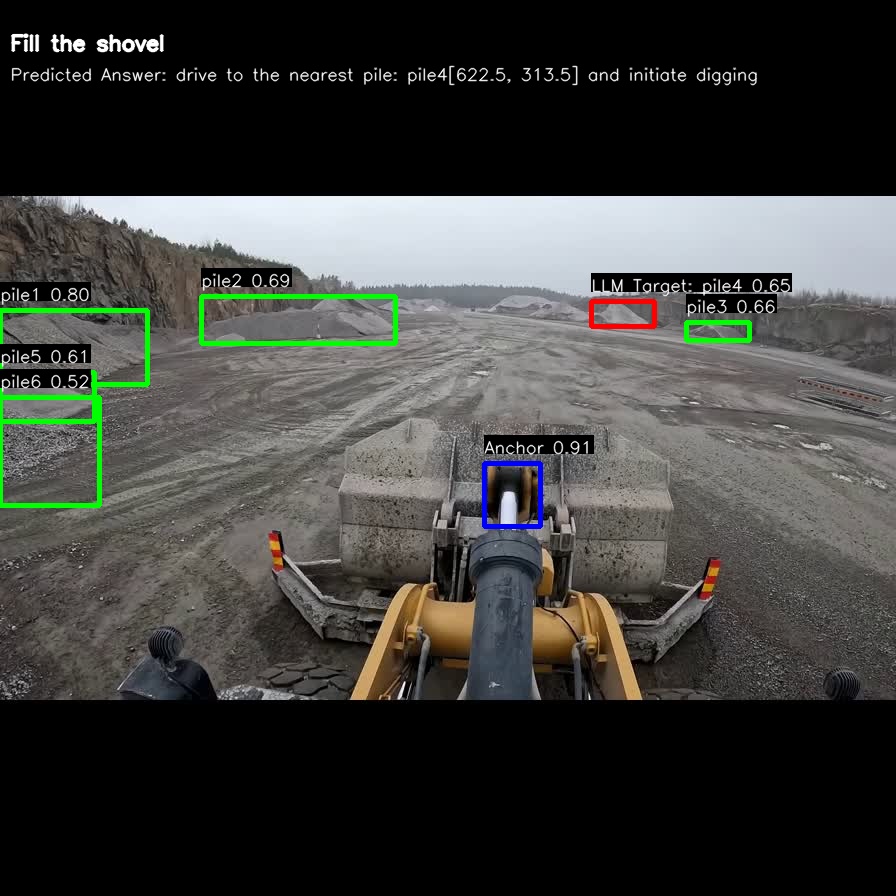 Fill the shovel
Predicted Answer: drive to the nearest pile: pile4[622.5, 313.5] and initiate digging
pile2 0.69
LLM Target: pile4 0.65
pile1 0.80
pile3 0.66
pile5 0.61
pile6 0.52
Anchor 0.91